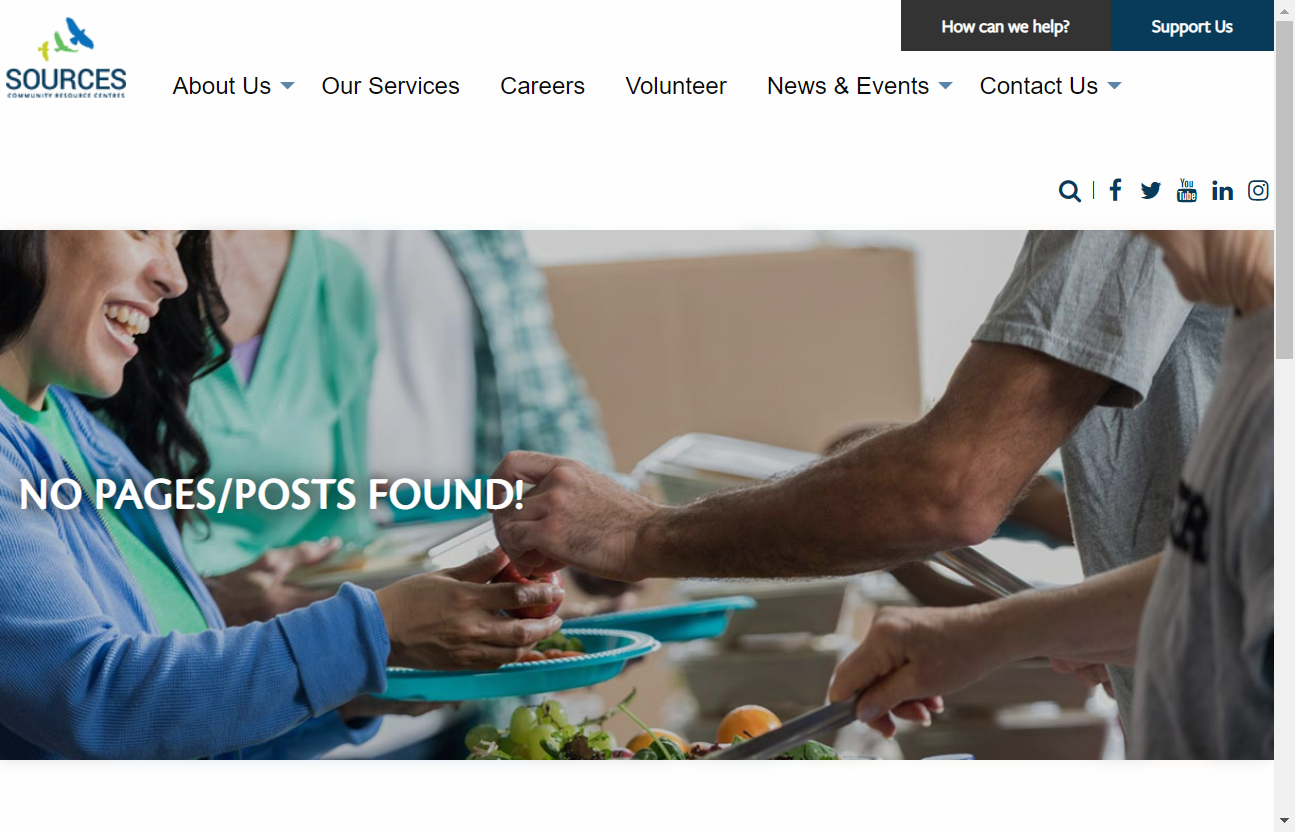 How can we help?
Support Us
SOURCES
COMMUNITY RESOURCE CENTRES
About Us
Our Services
Careers
Volunteer
News & Events
Contact Us
You
Tube
NO PAGES/POSTS FOUND!